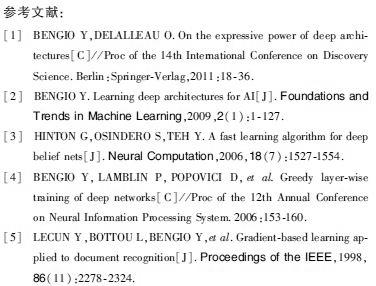 参考文献:
[1] BENGIO Y,DELALLEAU O. On the expressive power of deep archi-
tectures[C]//Proc of the 14th International Conference on Discovery
Science. Berlin:Springer-Verlag,2011:18-36.
[2] BENGIO Y. Learning deep architectures for AI[J]. Foundations and
Trends in Machine Learning,2009,2(1):1-127.
[3] HINTON G,OSINDERO S,TEH Y. A fast learning algorithm for deep
belief nets[J]. Neural Computation,2006,18(7):1527-1554.
[4] BENGIO Y, LAMBLIN P, POPOVICI D, et al. Greedy layer-wise
training of deep networks[C]//Proc of the 12th Annual Conference
on Neural Information Processing System. 2006:153-160.
[5] LECUN Y,BOTTOU L,BENGIO Y,et al. Gradient-based learning ap-
plied to document recognition[J]. Proceedings of the IEEE,1998,
86(11):2278-2324.